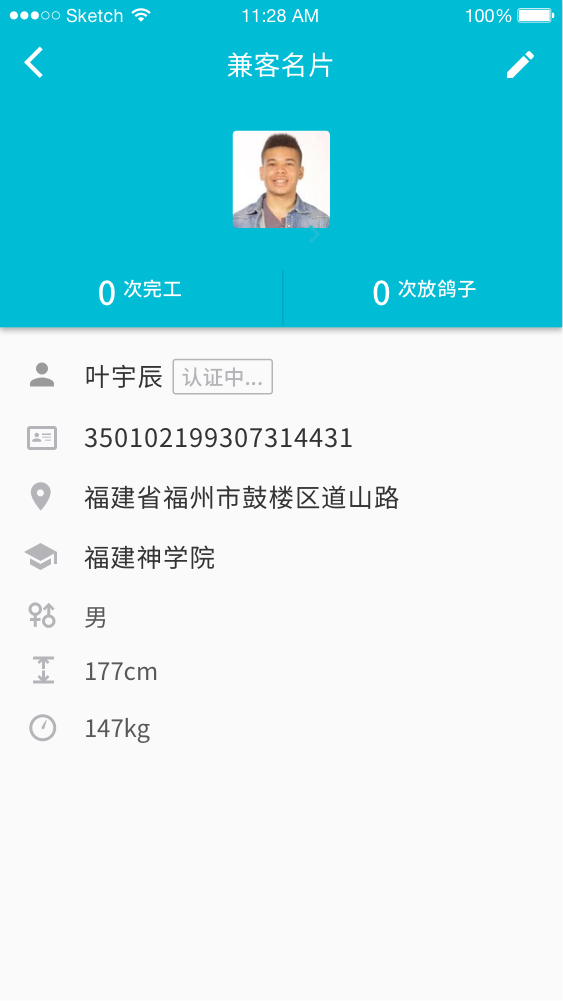 Sketch 11:28 AM 100%
兼客名片
0 次完工 0 次放鸽子
叶宇辰 认证中...
350102199307314431
福建省福州市鼓楼区道山路
福建神学院
男
177cm
147kg